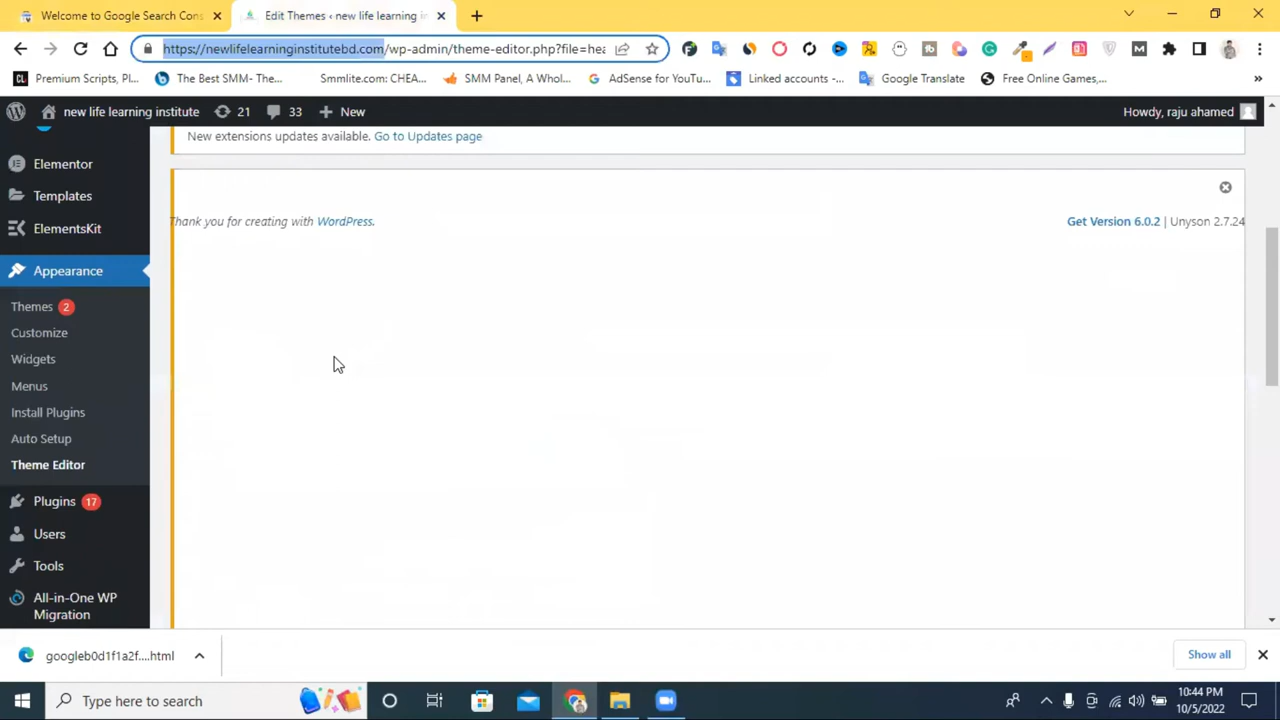 Welcome to Google Search Cons
Edit Themes ‹ new life learning in
https://newlifelearninginstitutebd.com/wp-admin/theme-editor.php?file=hea
Premium Scripts, Pl...
The Best SMM- The...
Smmlite.com: CHEA...
SMM Panel, A Whol...
AdSense for YouTu...
Linked accounts -...
Google Translate
Free Online Games,...
»
new life learning institute
21
33
New
Howdy, raju ahamed
New extensions updates available. Go to Updates page
Elementor
Templates
ElementsKit
Appearance
Themes 2
Customize
Widgets
Menus
Install Plugins
Auto Setup
Theme Editor
Plugins 17
Users
Tools
All-in-One WP
Migration
Thank you for creating with WordPress.
Get Version 6.0.2 | Unyson 2.7.24
googleb0d1f1a2f....html
Show all
Type here to search
10:44 PM
10/5/2022